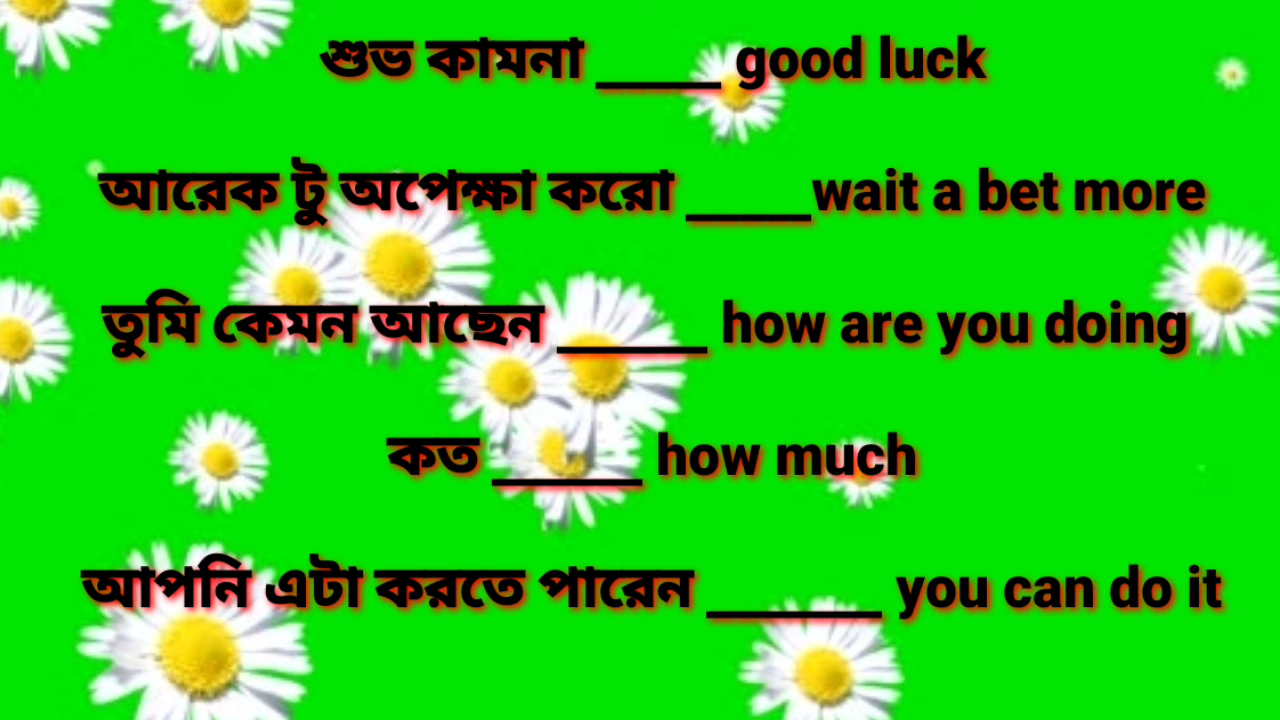 শুভ কামনা _____ good luck
আরেক টু অপেক্ষা করো _____wait a bet more
তুমি কেমন আছেন ______ how are you doing
কত ______ how much
আপনি এটা করতে পারেন _______ you can do it